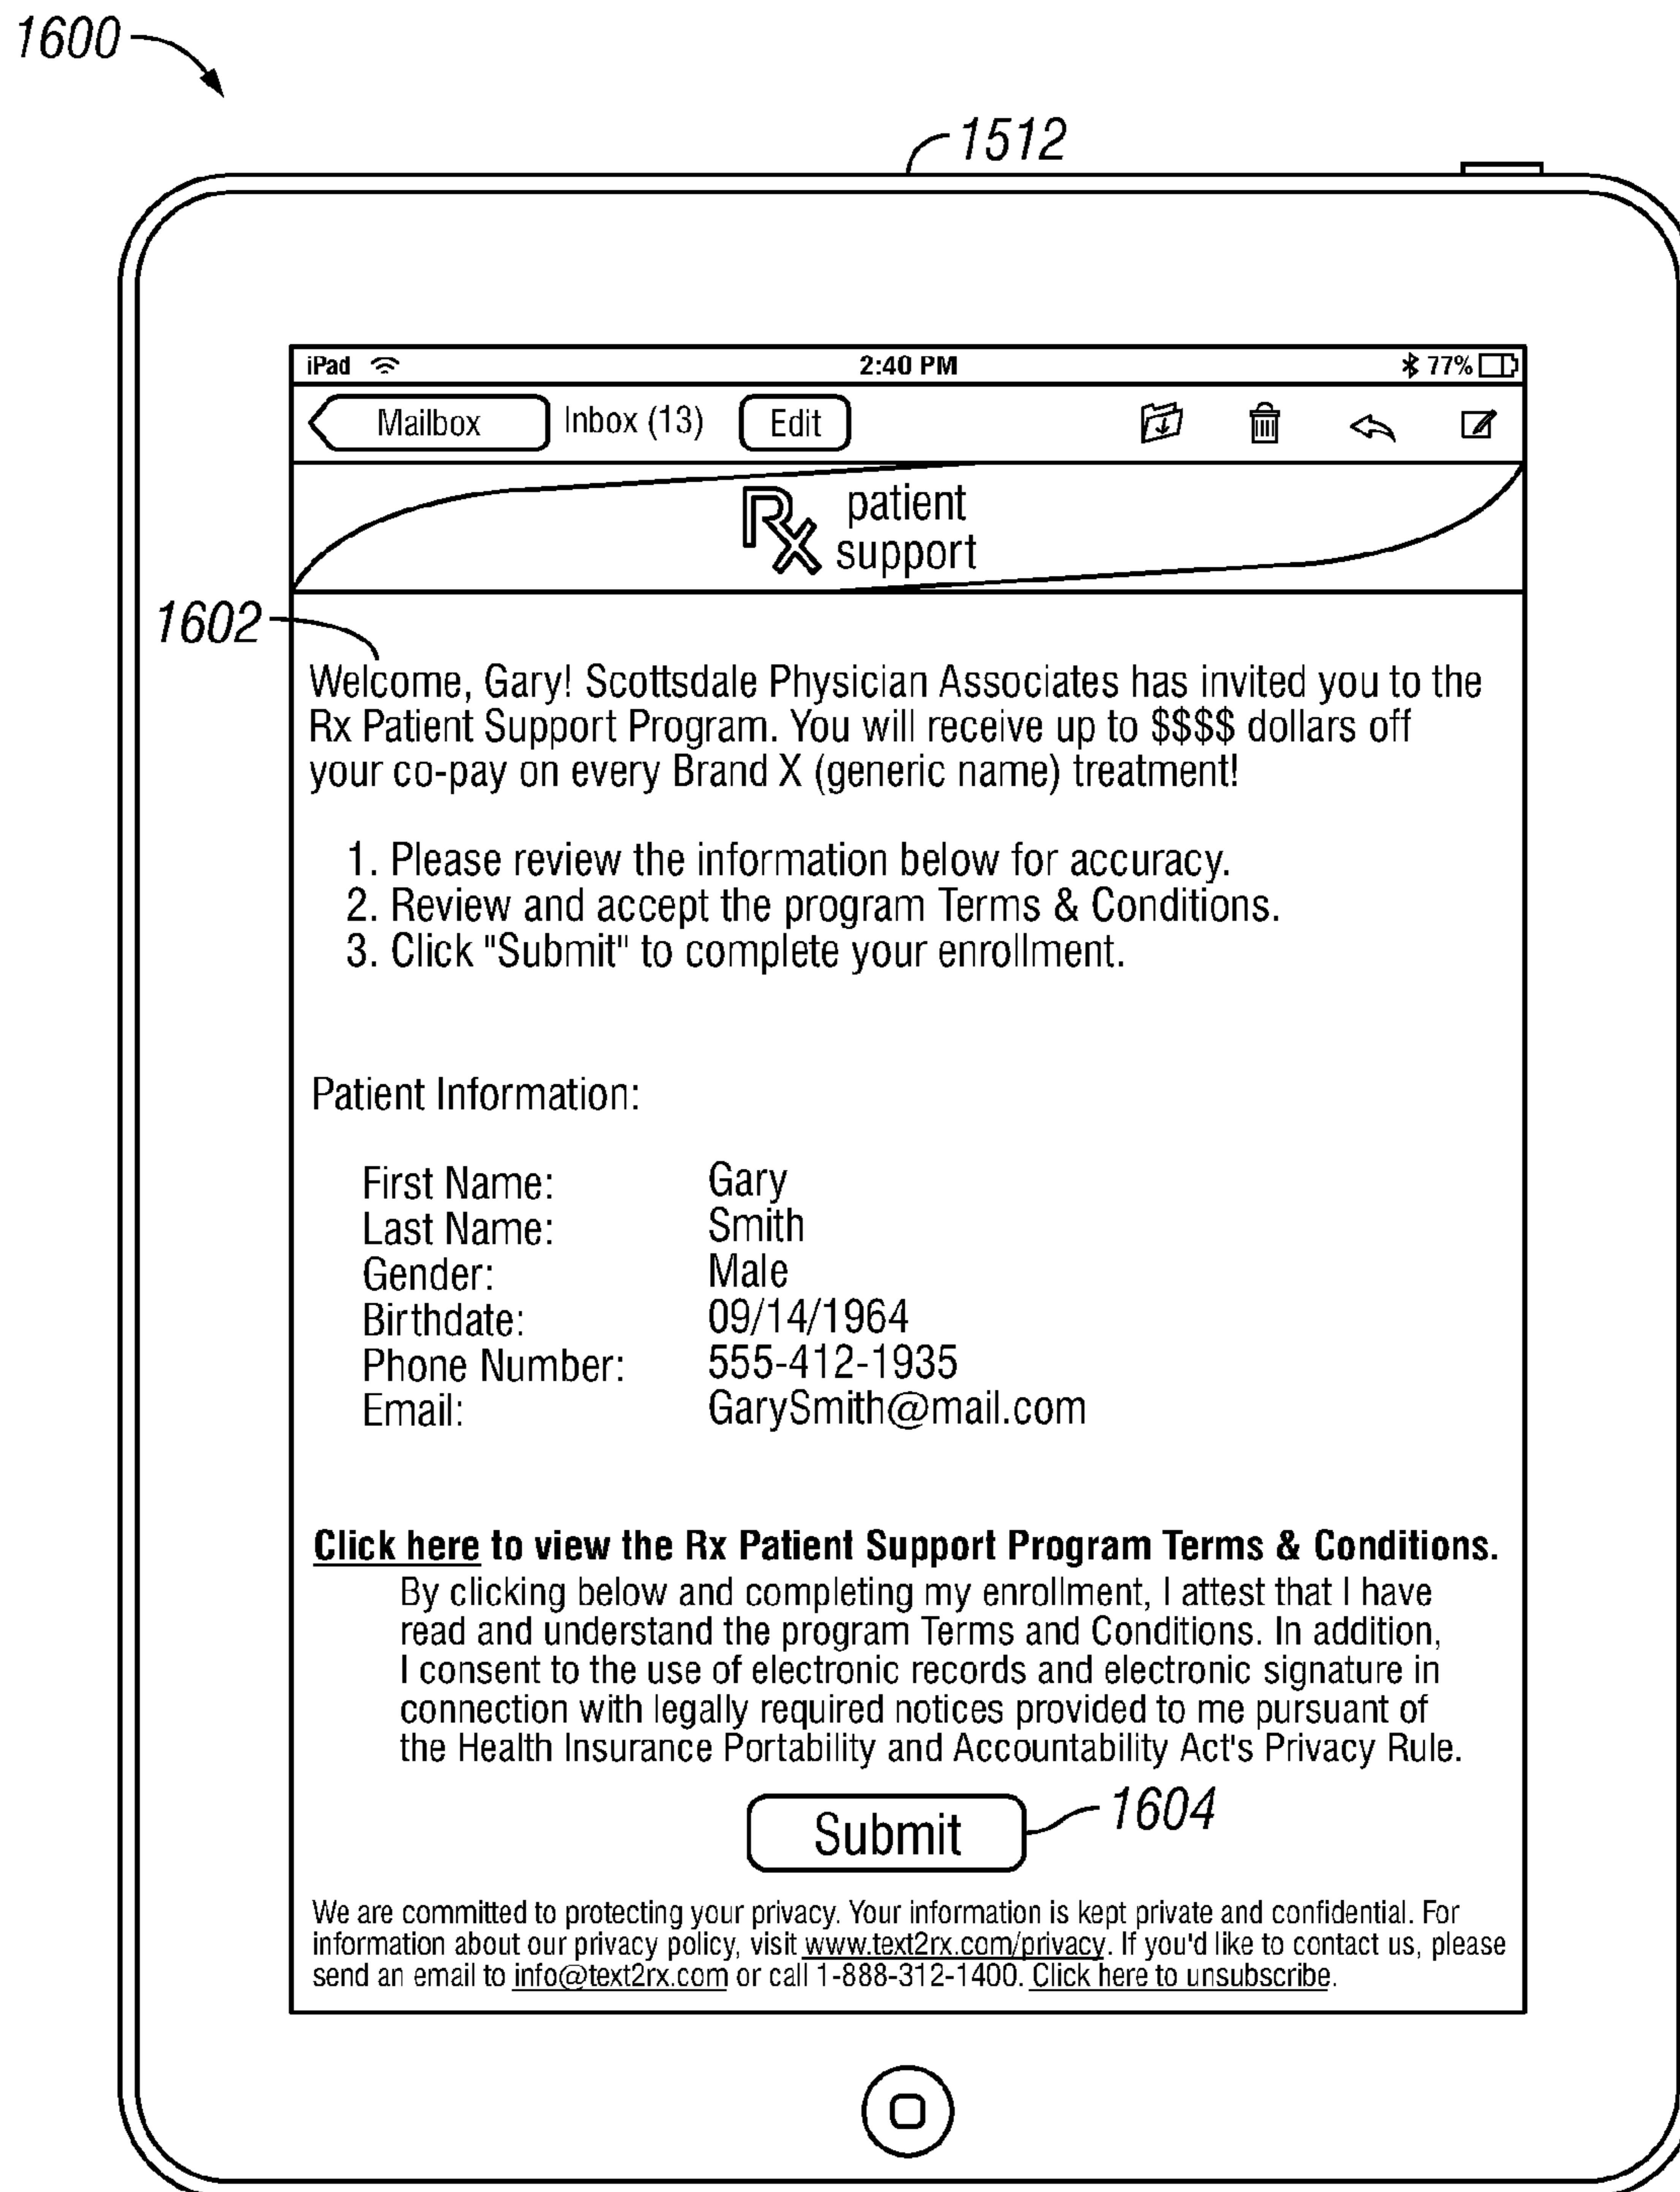 1600
1512
iPad 2:40 PM 77%
Mailbox Inbox (13) Edit
Rx patient
support
1602
Welcome, Gary! Scottsdale Physician Associates has invited you to the
Rx Patient Support Program. You will receive up to $$$$ dollars off
your co-pay on every Brand X (generic name) treatment!
1. Please review the information below for accuracy.
2. Review and accept the program Terms & Conditions.
3. Click "Submit" to complete your enrollment.
Patient Information:
First Name: Gary
Last Name: Smith
Gender: Male
Birthdate: 09/14/1964
Phone Number: 555-412-1935
Email: GarySmith@mail.com
Click here to view the Rx Patient Support Program Terms & Conditions.
By clicking below and completing my enrollment, I attest that I have
read and understand the program Terms and Conditions. In addition,
I consent to the use of electronic records and electronic signature in
connection with legally required notices provided to me pursuant of
the Health Insurance Portability and Accountability Act's Privacy Rule.
Submit 1604
We are committed to protecting your privacy. Your information is kept private and confidential. For
information about our privacy policy, visit www.text2rx.com/privacy. If you'd like to contact us, please
send an email to info@text2rx.com or call 1-888-312-1400. Click here to unsubscribe.